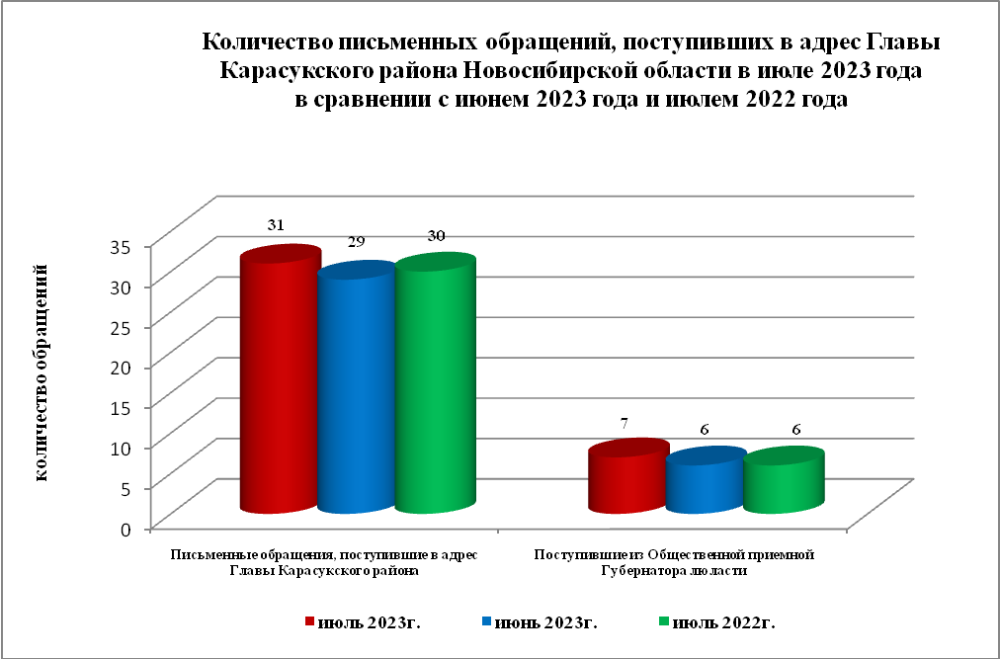 Количество письменных обращений, поступивших в адрес Главы
Карасукского района Новосибирской области в июле 2023 года
в сравнении с июнем 2023 года и июлем 2022 года
количество обращений
35
30
25
20
15
10
5
0
31
29
30
7
6
6
Письменные обращения, поступившие в адрес
Главы Карасукского района
Поступившие из Общественной приемной
Губернатора люласти
июль 2023г.
июнь 2023г.
июль 2022г.